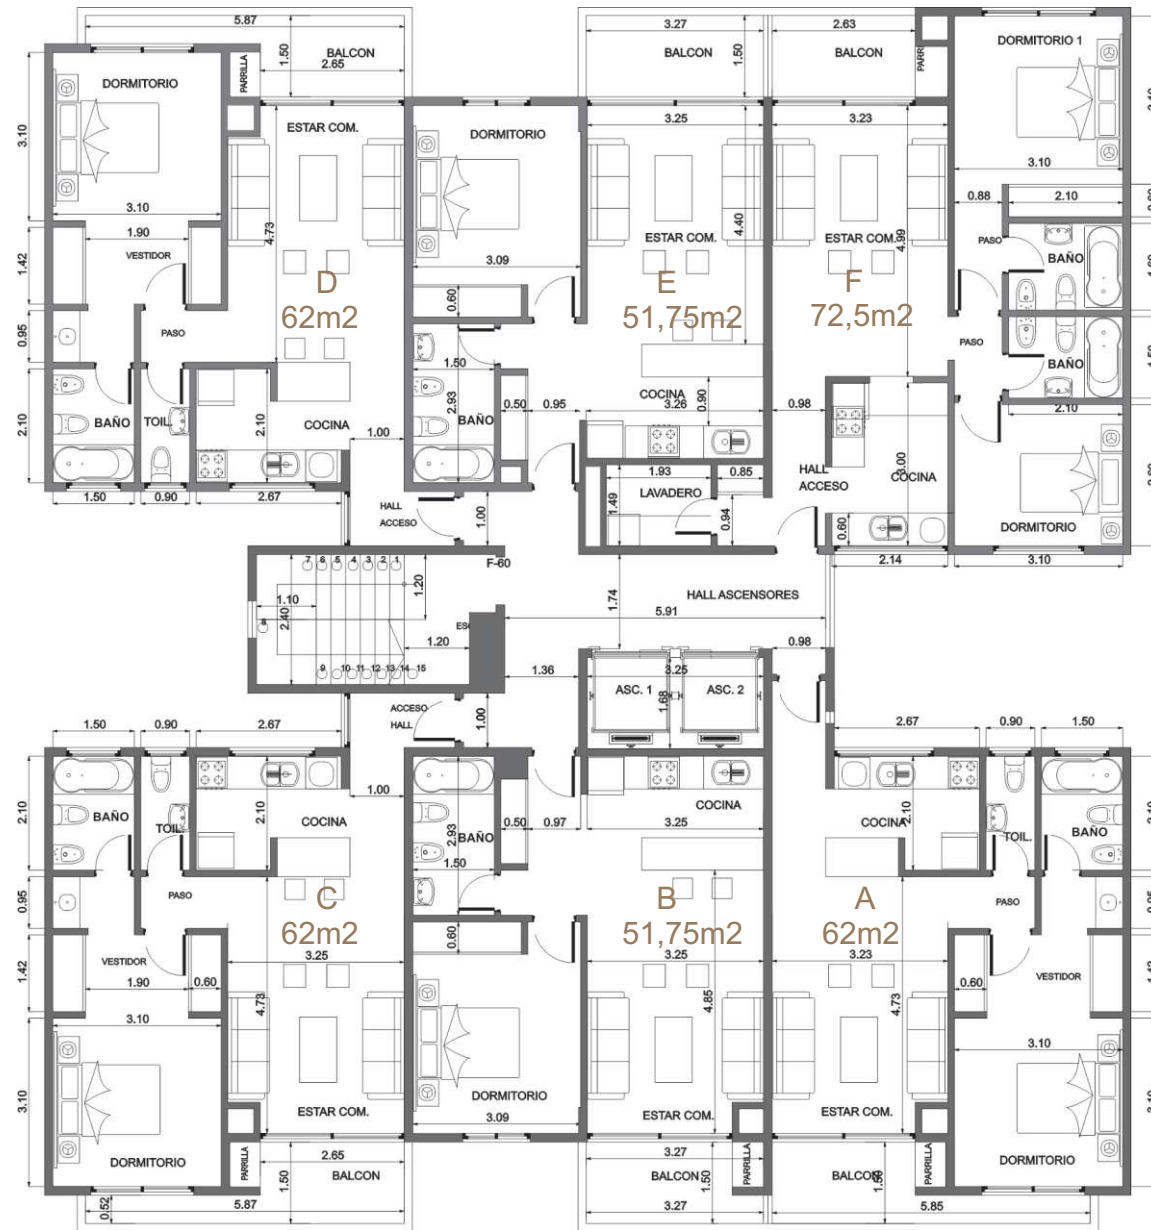 5.87
3.27
2.63
BALCON
1.50
2.65
PARRILLA
BALCON
1.50
BALCON
PARR
DORMITORIO 1
DORMITORIO
3.10
ESTAR COM.
DORMITORIO
3.25
3.23
3.10
3.10
1.90
VESTIDOR
1.42
4.73
3.09
0.60
ESTAR COM.
4.40
ESTAR COM.
4.99
0.88
2.10
PASO
BAÑO
D
62m2
E
51,75m2
F
72,5m2
0.95
PASO
1.50
2.93
BAÑO
PASO
BAÑO
2.10
BAÑO
TOIL.
2.10
COCINA
1.00
0.50
0.95
COCINA
3.26
0.90
0.98
2.10
1.50
0.90
2.67
HALL
ACCESO
1.00
1.93
0.85
LAVADERO
1.49
0.94
HALL
ACCESO
3.00
COCINA
0.60
DORMITORIO
2.14
3.10
F-60
7 6 5 4 3 2 1
1.20
1.10
2.40
8
1.20
9 10 11 12 13 14 15
1.74
HALL ASCENSORES
5.91
0.98
1.36
3.25
ASC. 1
1.68
ASC. 2
ACCESO
HALL
1.00
1.50
0.90
2.67
2.67
0.90
1.50
2.10
BAÑO
TOIL.
2.10
COCINA
1.00
2.93
BAÑO
1.50
0.50
0.97
COCINA
3.25
COCINA
2.10
TOIL.
BAÑO
0.95
PASO
PASO
C
62m2
B
51,75m2
A
62m2
VESTIDOR
1.42
1.90
0.60
3.25
0.60
3.25
3.23
0.60
VESTIDOR
3.10
4.73
4.85
4.73
3.10
3.10
DORMITORIO
3.09
ESTAR COM.
ESTAR COM.
ESTAR COM.
DORMITORIO
DORMITORIO
PARRILLA
2.65
BALCON
1.50
3.27
BALCON
1.50
PARRILLA
BALCON
1.50
PARRILLA
0.52
5.87
3.27
5.85